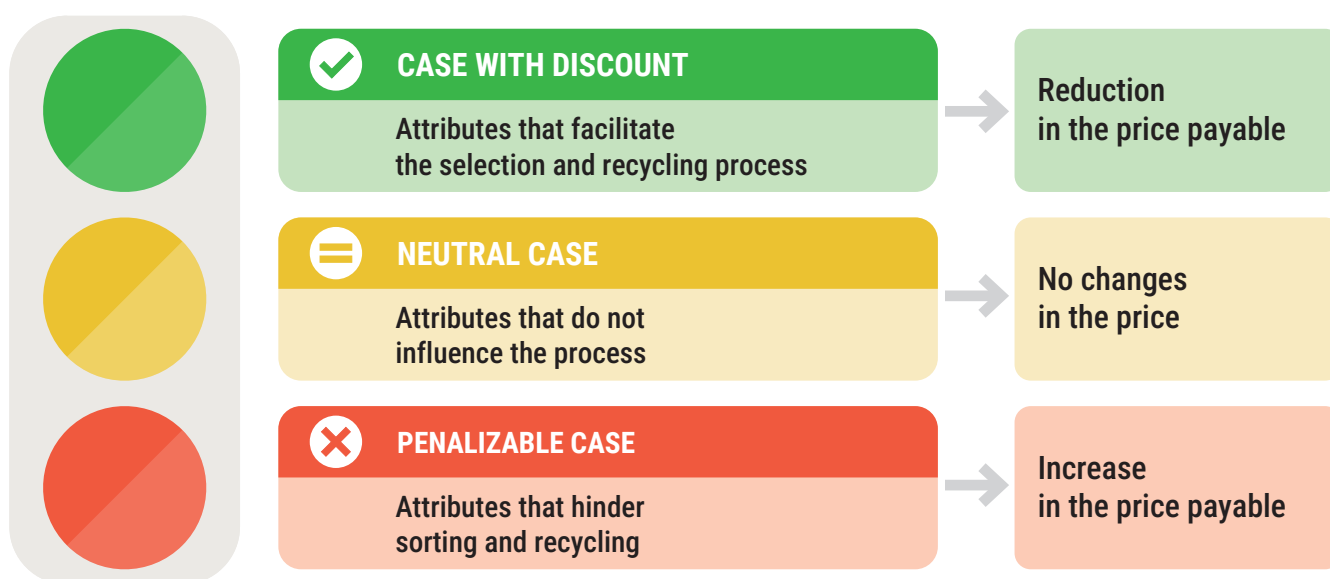 CASE WITH DISCOUNT
Attributes that facilitate
the selection and recycling process
Reduction
in the price payable
NEUTRAL CASE
Attributes that do not
influence the process
No changes
in the price
PENALIZABLE CASE
Attributes that hinder
sorting and recycling
Increase
in the price payable